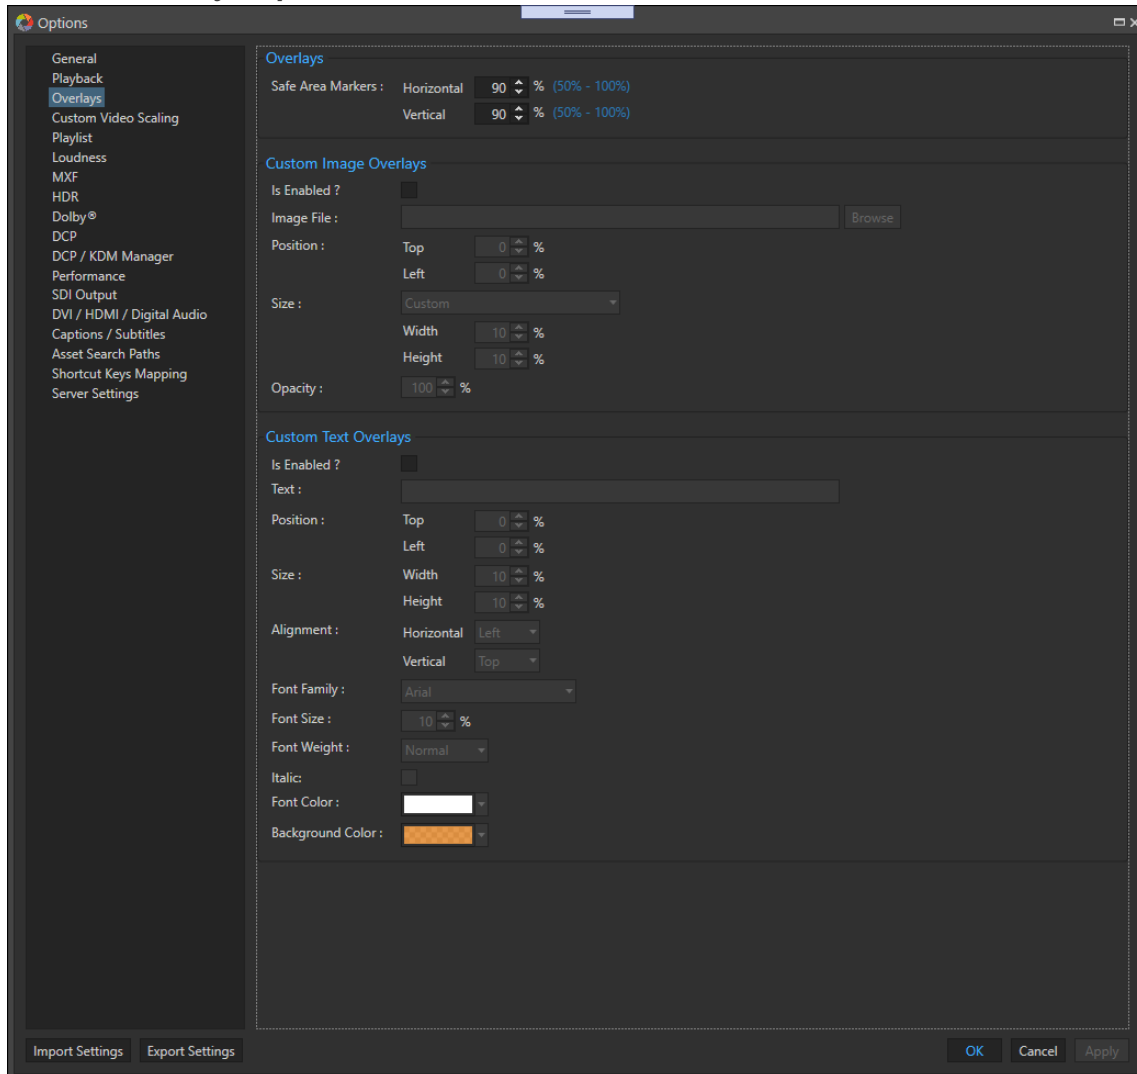 Options
General
Playback
Overlays
Custom Video Scaling
Playlist
Loudness
MXF
HDR
Dolby®
DCP
DCP / KDM Manager
Performance
SDI Output
DVI / HDMI / Digital Audio
Captions / Subtitles
Asset Search Paths
Shortcut Keys Mapping
Server Settings
Overlays
Safe Area Markers : Horizontal 90 % (50% - 100%)
Vertical 90 % (50% - 100%)
Custom Image Overlays
Is Enabled ?
Image File : Browse
Position : Top 0 %
Left 0 %
Size : Custom
Width 10 %
Height 10 %
Opacity : 100 %
Custom Text Overlays
Is Enabled ?
Text :
Position : Top 0 %
Left 0 %
Size : Width 10 %
Height 10 %
Alignment : Horizontal Left
Vertical Top
Font Family : Arial
Font Size : 10 %
Font Weight : Normal
Italic:
Font Color :
Background Color :
Import Settings Export Settings OK Cancel Apply